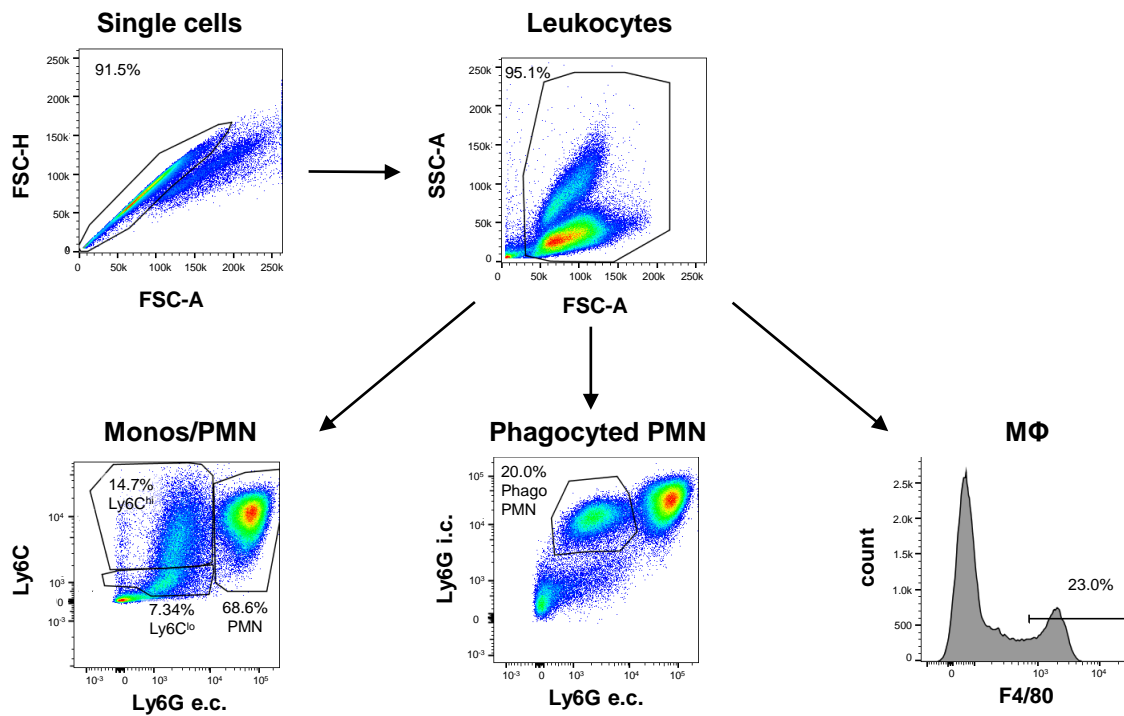 Single cells
Leukocytes
91.5%
250k
200k
150k
100k
50k
0
0 50k 100k 150k 200k 250k
FSC-H
FSC-A
95.1%
250k
200k
150k
100k
50k
0
0 50k 100k 150k 200k 250k
SSC-A
FSC-A
Monos/PMN
Phagocyted PMN
MΦ
14.7%
Ly6Chi
7.34%
Ly6Clo
68.6%
PMN
10⁴
10³
0
-10⁻³
-10⁻³ 0 10³ 10⁴ 10⁵
Ly6C
Ly6G e.c.
20.0%
Phago
PMN
10⁵
10⁴
10³
0
-10⁻³
-10⁻³ 0 10³ 10⁴ 10⁵
Ly6G i.c.
Ly6G e.c.
23.0%
2.5k
2.0k
1.5k
1.0k
500
0
0 10³ 10⁴
count
F4/80